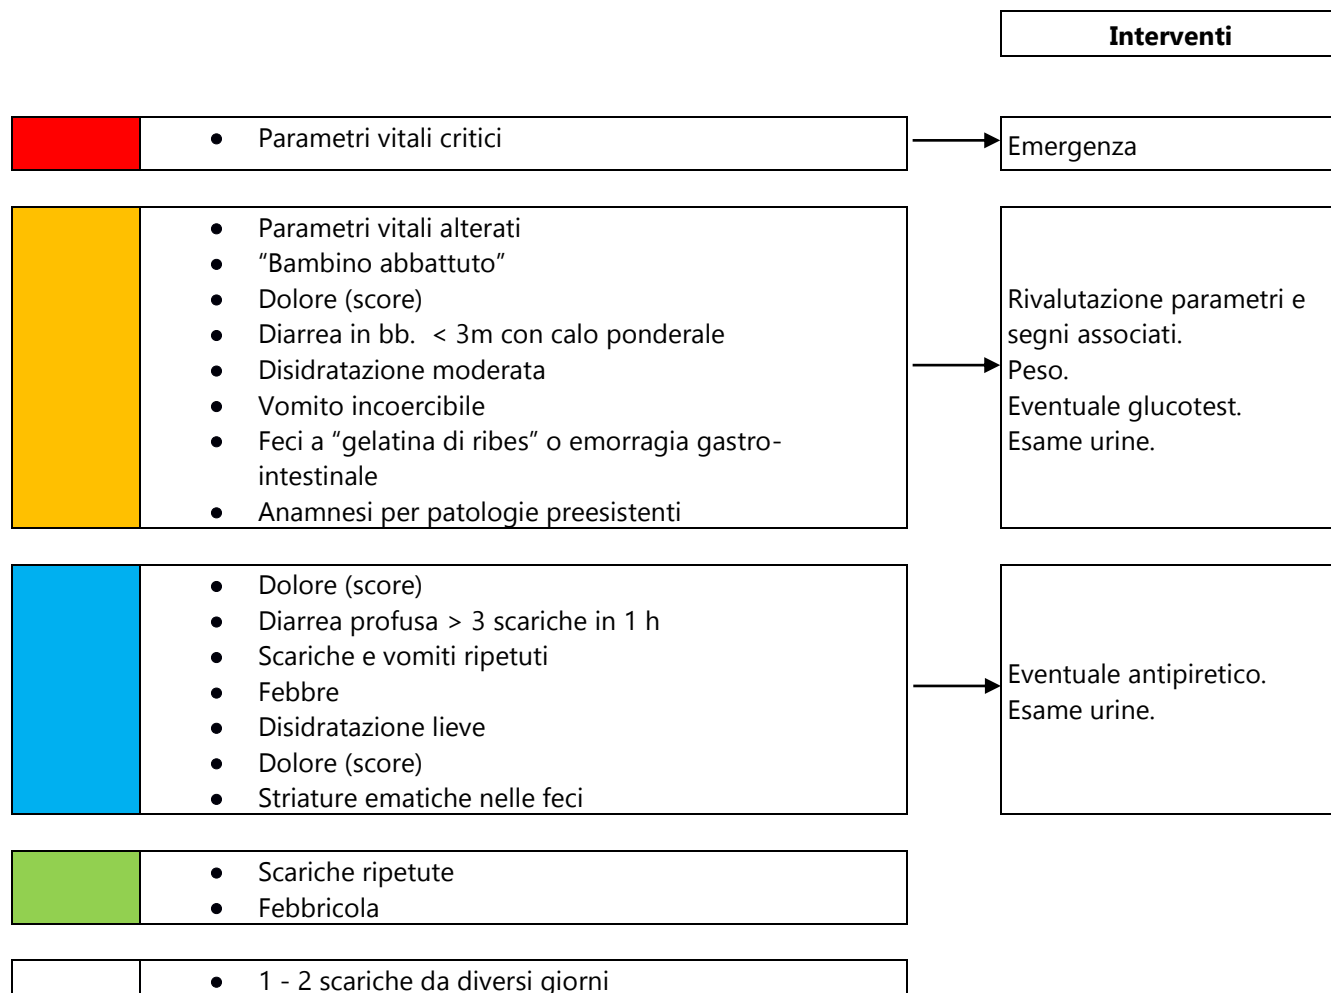 Interventi
• Parametri vitali critici
Emergenza
• Parametri vitali alterati
• “Bambino abbattuto”
• Dolore (score)
• Diarrea in bb.  < 3m con calo ponderale
• Disidratazione moderata
• Vomito incoercibile
• Feci a “gelatina di ribes” o emorragia gastro-
intestinale
• Anamnesi per patologie preesistenti
Rivalutazione parametri e
segni associati.
Peso.
Eventuale glucotest.
Esame urine.
• Dolore (score)
• Diarrea profusa > 3 scariche in 1 h
• Scariche e vomiti ripetuti
• Febbre
• Disidratazione lieve
• Dolore (score)
• Striature ematiche nelle feci
Eventuale antipiretico.
Esame urine.
• Scariche ripetute
• Febbricola
• 1 - 2 scariche da diversi giorni